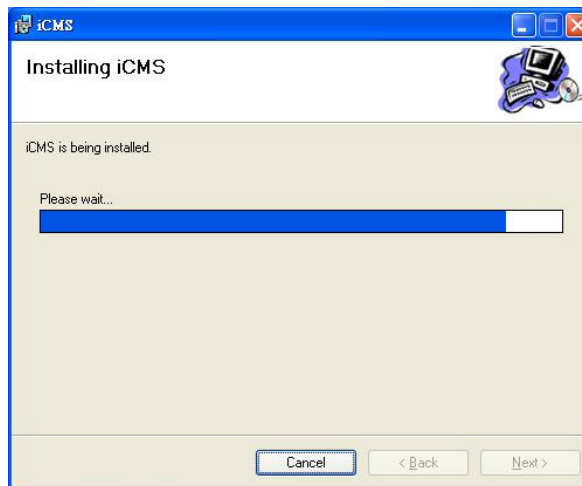 iCMS
Installing iCMS
iCMS is being installed.
Please wait...
Cancel
< Back
Next >